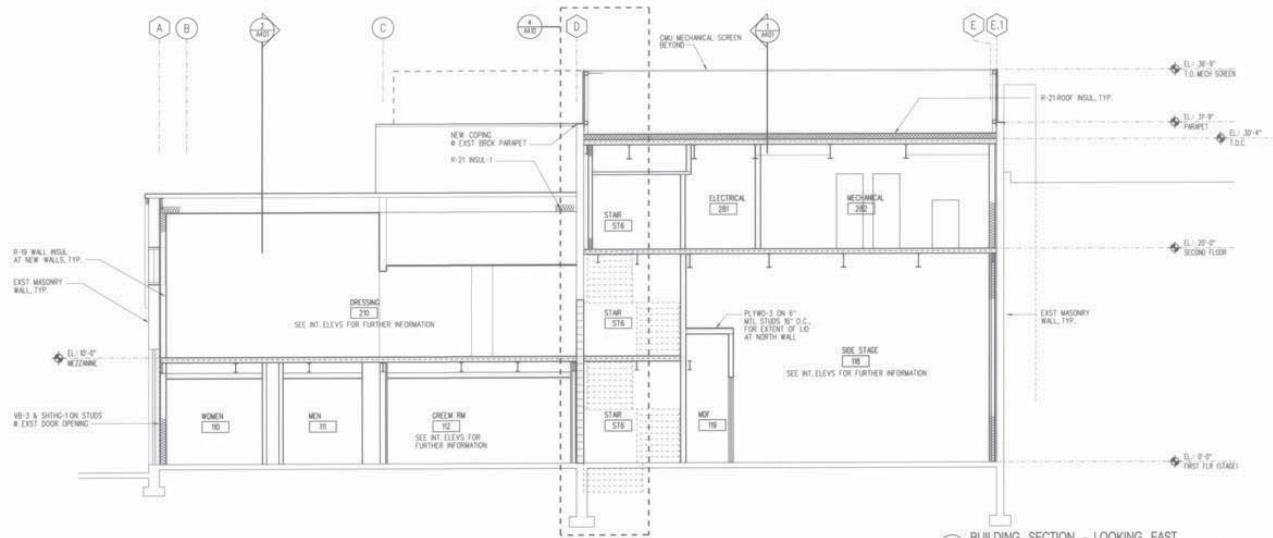 A
B
2
A401
C
4
A410
D
1
A401
E
E.1
CMU MECHANICAL SCREEN
BEYOND
EL: 36'-9"
T.O. MECH SCREEN
R-21 ROOF INSUL, TYP.
EL: 31'-9"
PARAPET
EL: 30'-4"
T.O.C.
NEW COPING
@ EXST BRCK PARAPET
R-21 INSUL-1
STAIR
ST6
ELECTRICAL
281
MECHANICAL
282
EL: 20'-0"
SECOND FLOOR
R-19 WALL INSUL
AT NEW WALLS, TYP.
EXST MASONRY
WALL, TYP.
DRESSING
210
SEE INT. ELEVS FOR FURTHER INFORMATION
STAIR
ST6
PLYWD-3 ON 6"
MTL STUDS 16" O.C.,
FOR EXTENT OF LID
AT NORTH WALL
EXST MASONRY
WALL, TYP.
SIDE STAGE
118
SEE INT. ELEVS FOR FURTHER INFORMATION
EL: 10'-0"
MEZZANINE
VB-3 & SHTHG-1 ON STUDS
@ EXST DOOR OPENING
WOMEN
110
MEN
111
GREEM RM
112
SEE INT. ELEVS FOR
FURTHER INFORMATION
STAIR
ST6
MDF
119
EL: 0'-0"
FIRST FLR (STAGE)
BUILDING SECTION - LOOKING EAST